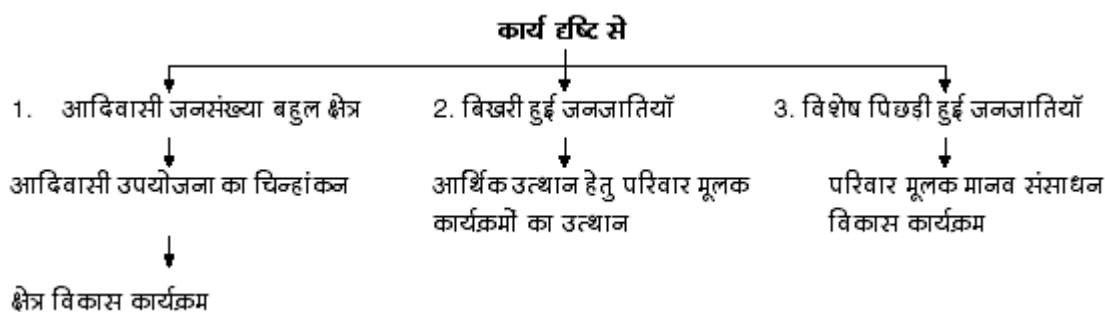 कार्य दृष्टि से
1. आदिवासी जनसंख्या बहुल क्षेत्र
2. बिखरी हुई जनजातियॉ
3. विशेष पिछड़ी हुई जनजातियॉ
आदिवासी उपयोजना का चिन्हांकन
आर्थिक उत्थान हेतु परिवार मूलक
कार्यक्रमों का उत्थान
परिवार मूलक मानव संसाधन
विकास कार्यक्रम
क्षेत्र विकास कार्यक्रम